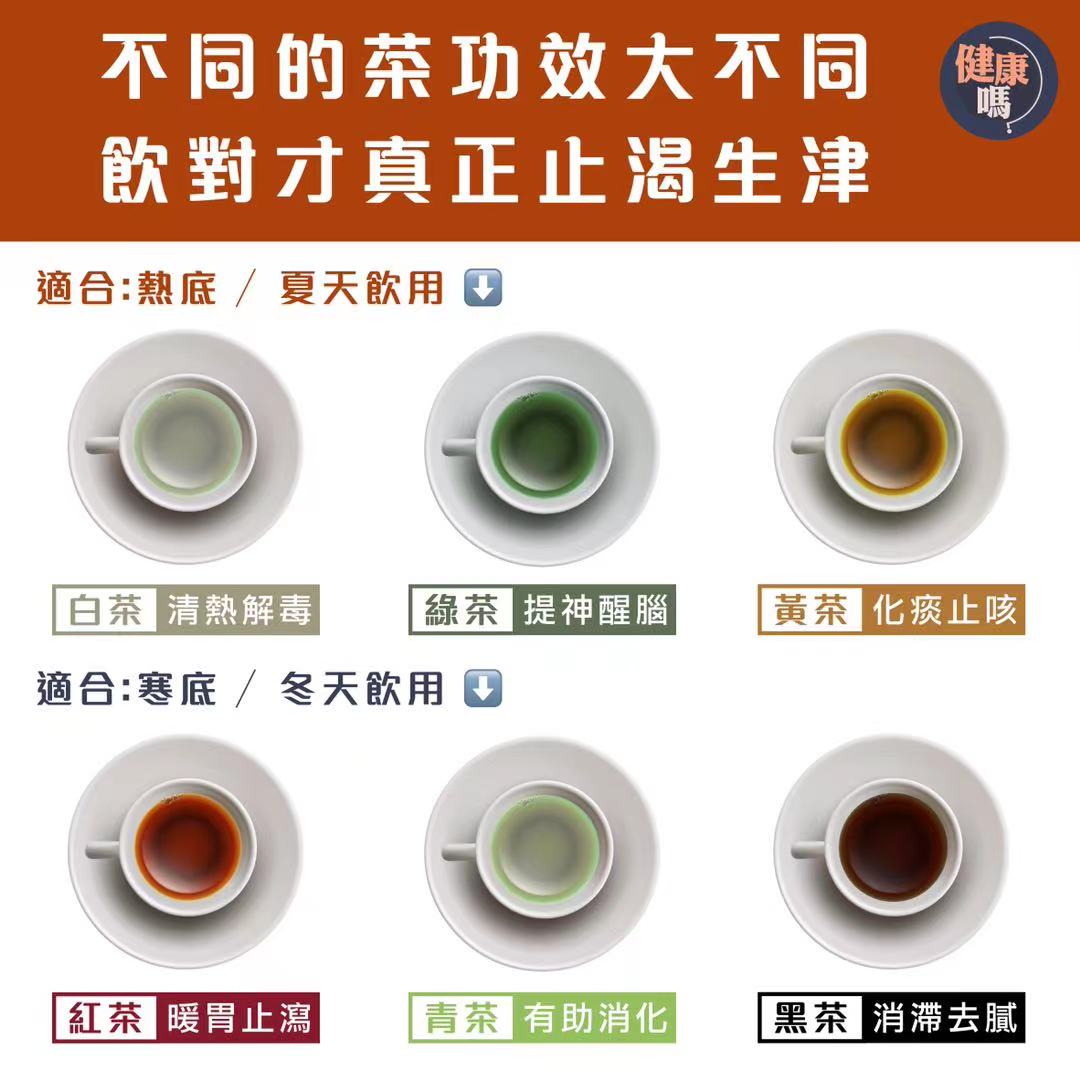 不同的茶功效大不同
飲對才真正止渴生津
健康
嗎?
適合:熱底 / 夏天飲用
白茶 清熱解毒
綠茶 提神醒腦
黃茶 化痰止咳
適合:寒底 / 冬天飲用
紅茶 暖胃止瀉
青茶 有助消化
黑茶 消滯去膩